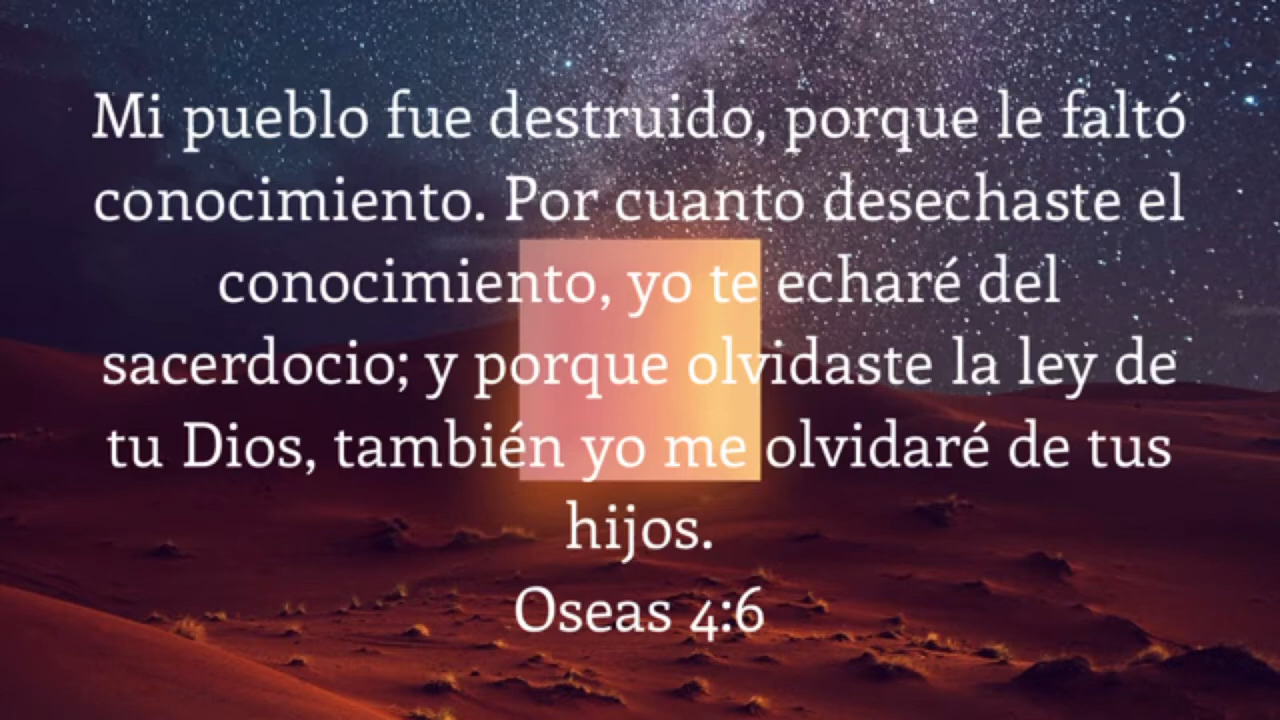 Mi pueblo fue destruido, porque le faltó
conocimiento. Por cuanto desechaste el
conocimiento, yo te echaré del
sacerdocio; y porque olvidaste la ley de
tu Dios, también yo me olvidaré de tus
hijos.
Oseas 4:6